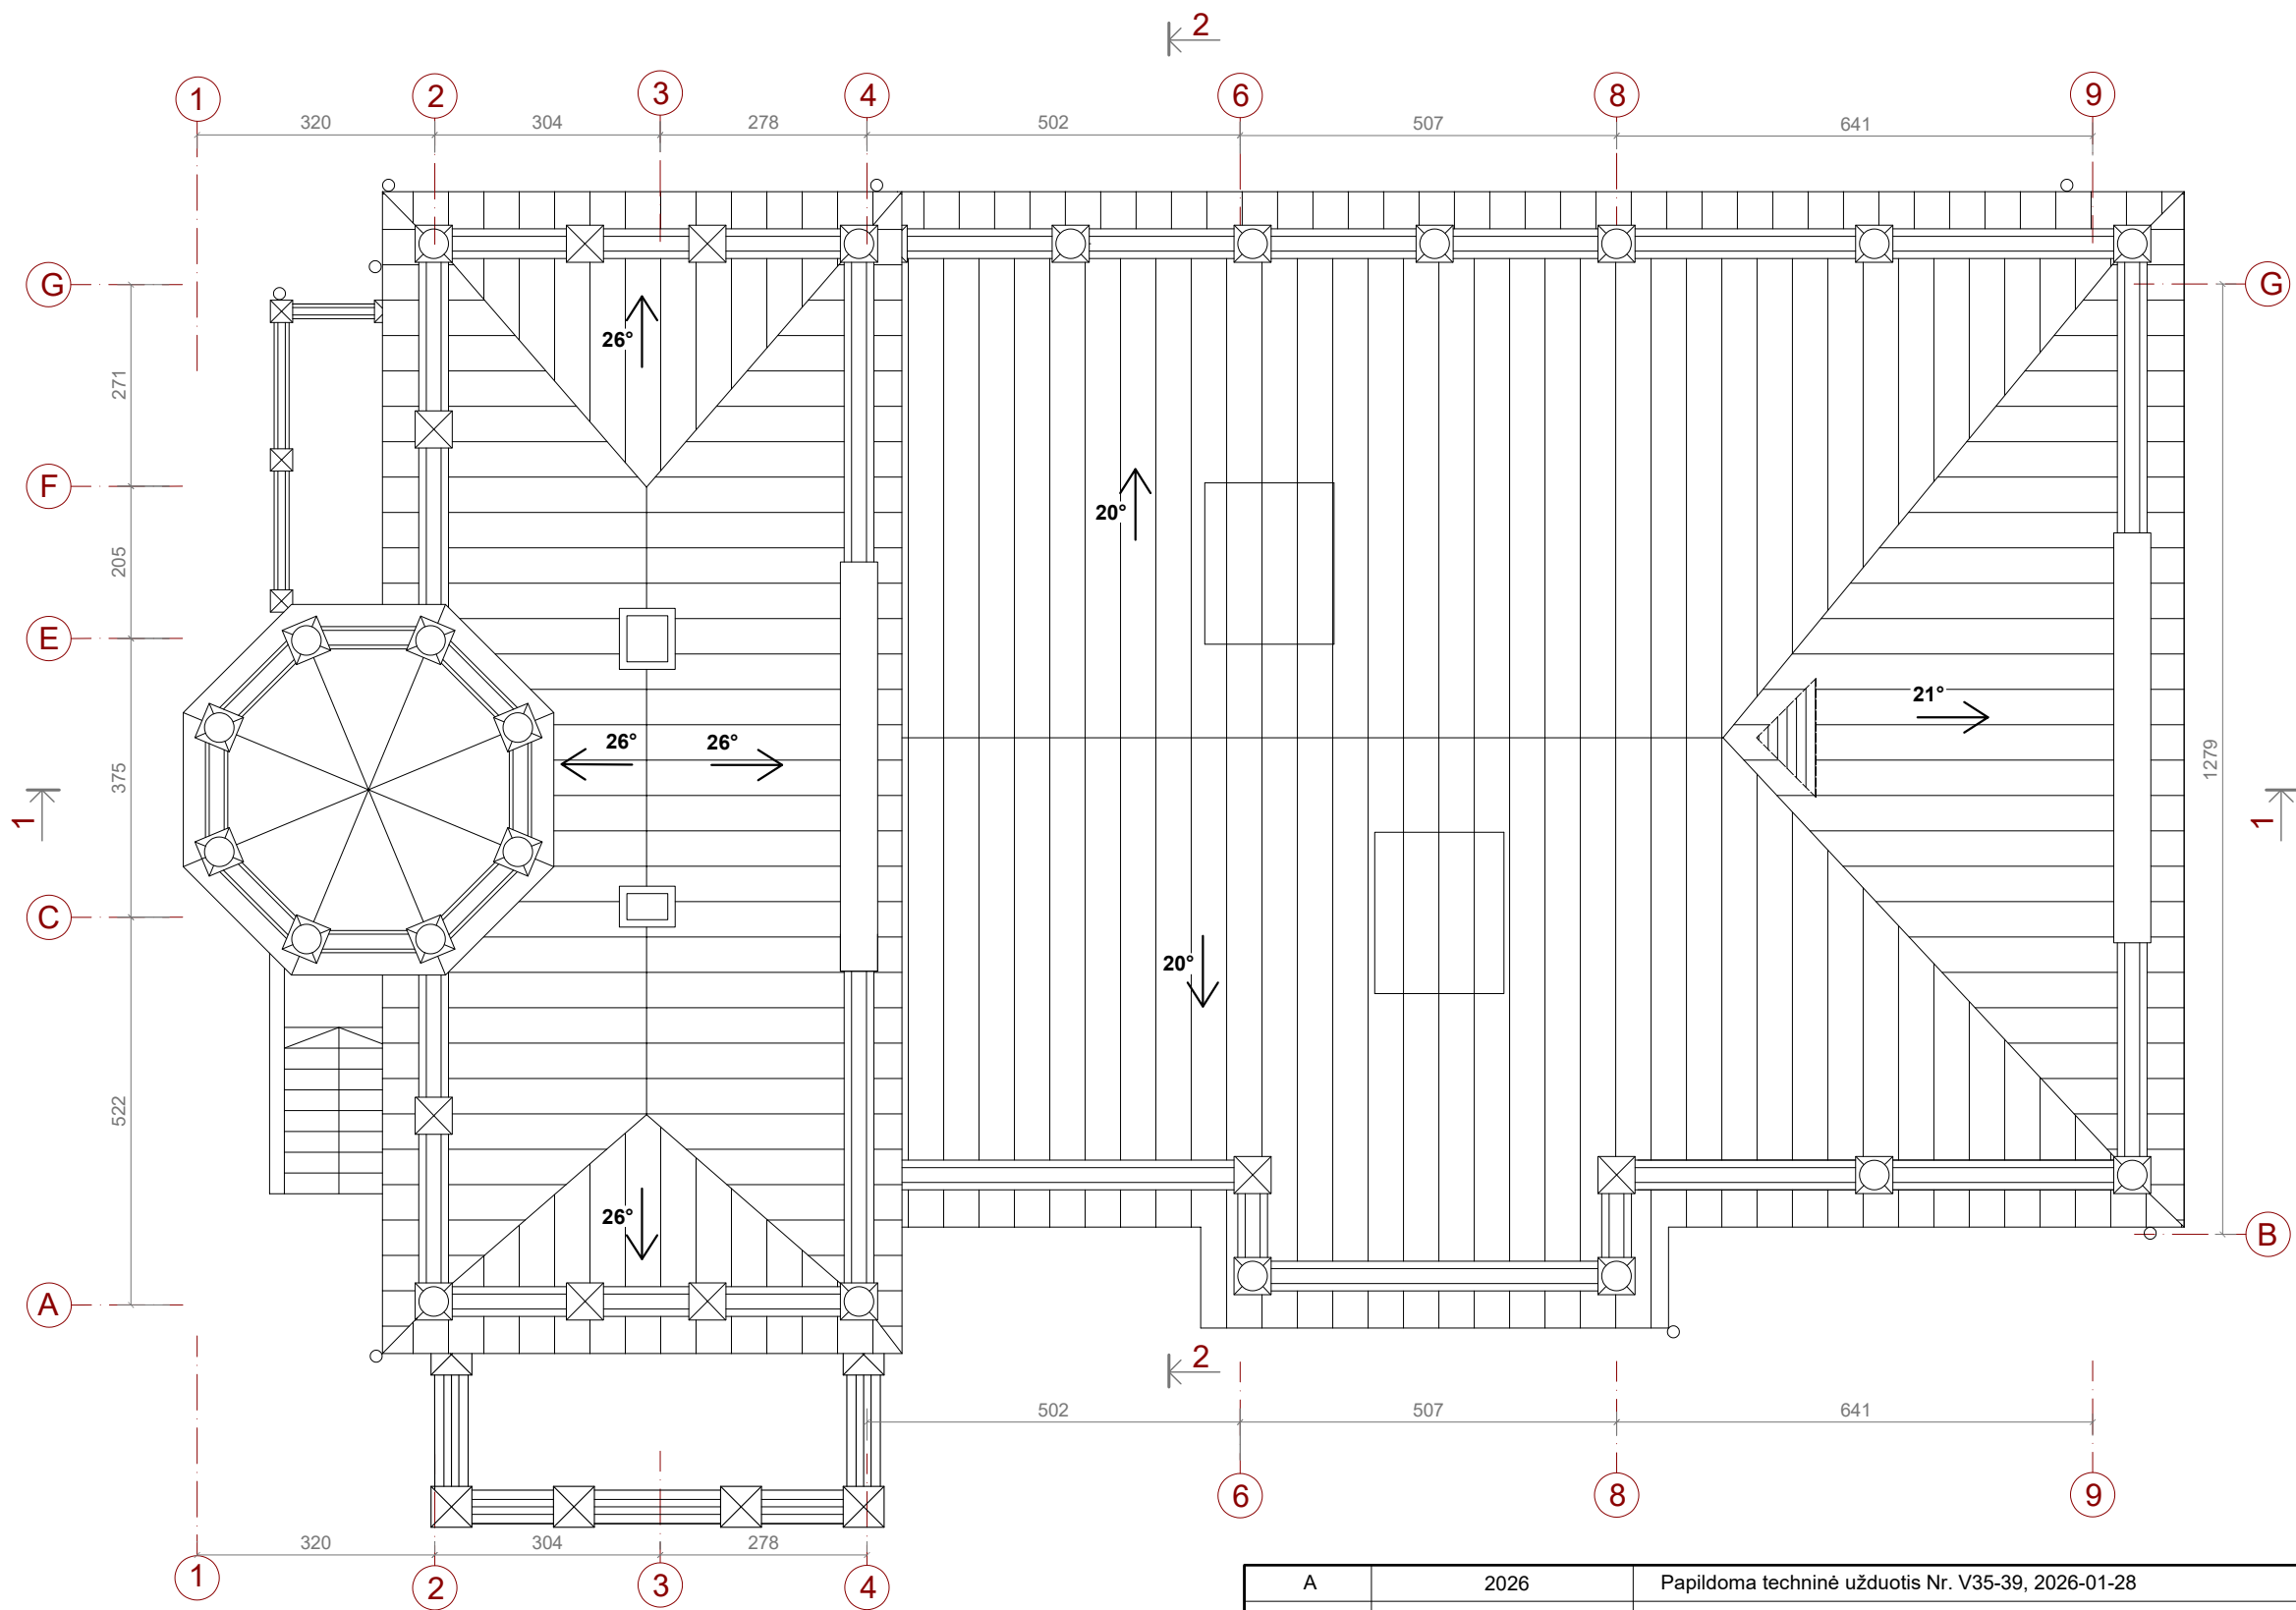 2
1 2 3 4 6 8 9
320 304 278 502 507 641
G G
26°
271
F
20°
205
E
21°
26° 26°
375 1279
1 1
C
20°
522
26°
B
A
2
502 507 641
6 8 9
320 304 278
1 2 3 4
A 2026 Papildoma techninė užduotis Nr. V35-39, 2026-01-28